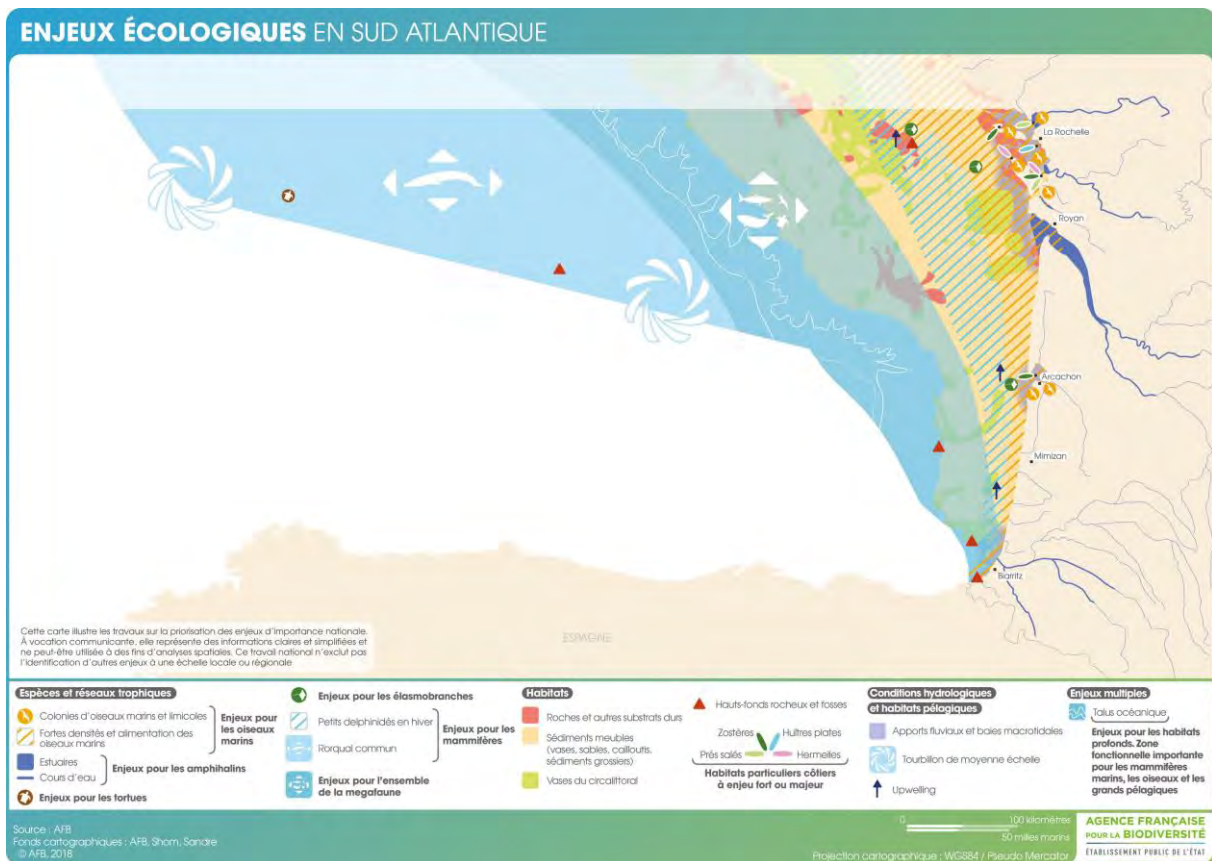 ENJEUX ÉCOLOGIQUES EN SUD ATLANTIQUE
La Rochelle
Royan
Arcachon
Mimizan
Biarritz
ESPAGNE
Cette carte illustre les travaux sur la priorisation des enjeux d'importance nationale.
À vocation communicante, elle représente des informations claires et simplifiées et
ne peut-être utilisée à des fins d'analyses spatiales. Ce travail national n'exclut pas
l'identification d'autres enjeux à une échelle locale ou régionale
Espèces et réseaux trophiques
Colonies d'oiseaux marins et limicoles
Fortes densités et alimentation des
oiseaux marins
Enjeux pour
les oiseaux
marins
Estuaires
Cours d'eau
Enjeux pour les amphihalins
Enjeux pour les tortues
Enjeux pour les élasmobranches
Petits delphinidés en hiver
Rorqual commun
Enjeux pour les
mammifères
Enjeux pour l'ensemble
de la megafaune
Habitats
Roches et autres substrats durs
Sédiments meubles
(vases, sables, cailloutis,
sédiments grossiers)
Vases du circalittoral
Hauts-fonds rocheux et fosses
Zostères
Huîtres plates
Prés salés
Hermelles
Habitats particuliers côtiers
à enjeu fort ou majeur
Conditions hydrologiques
et habitats pélagiques
Apports fluviaux et baies macrotidales
Tourbillon de moyenne échelle
Upwelling
Enjeux multiples
Talus océanique
Enjeux pour les habitats
profonds. Zone
fonctionnelle importante
pour les mammifères
marins, les oiseaux et les
grands pélagiques
Source : AFB
Fonds cartographiques : AFB, Shom, Sandre
© AFB, 2018
0 100 kilomètres
50 milles marins
Projection cartographique : WGS84 / Pseudo Mercator
AGENCE FRANÇAISE
POUR LA BIODIVERSITÉ
ÉTABLISSEMENT PUBLIC DE L'ÉTAT